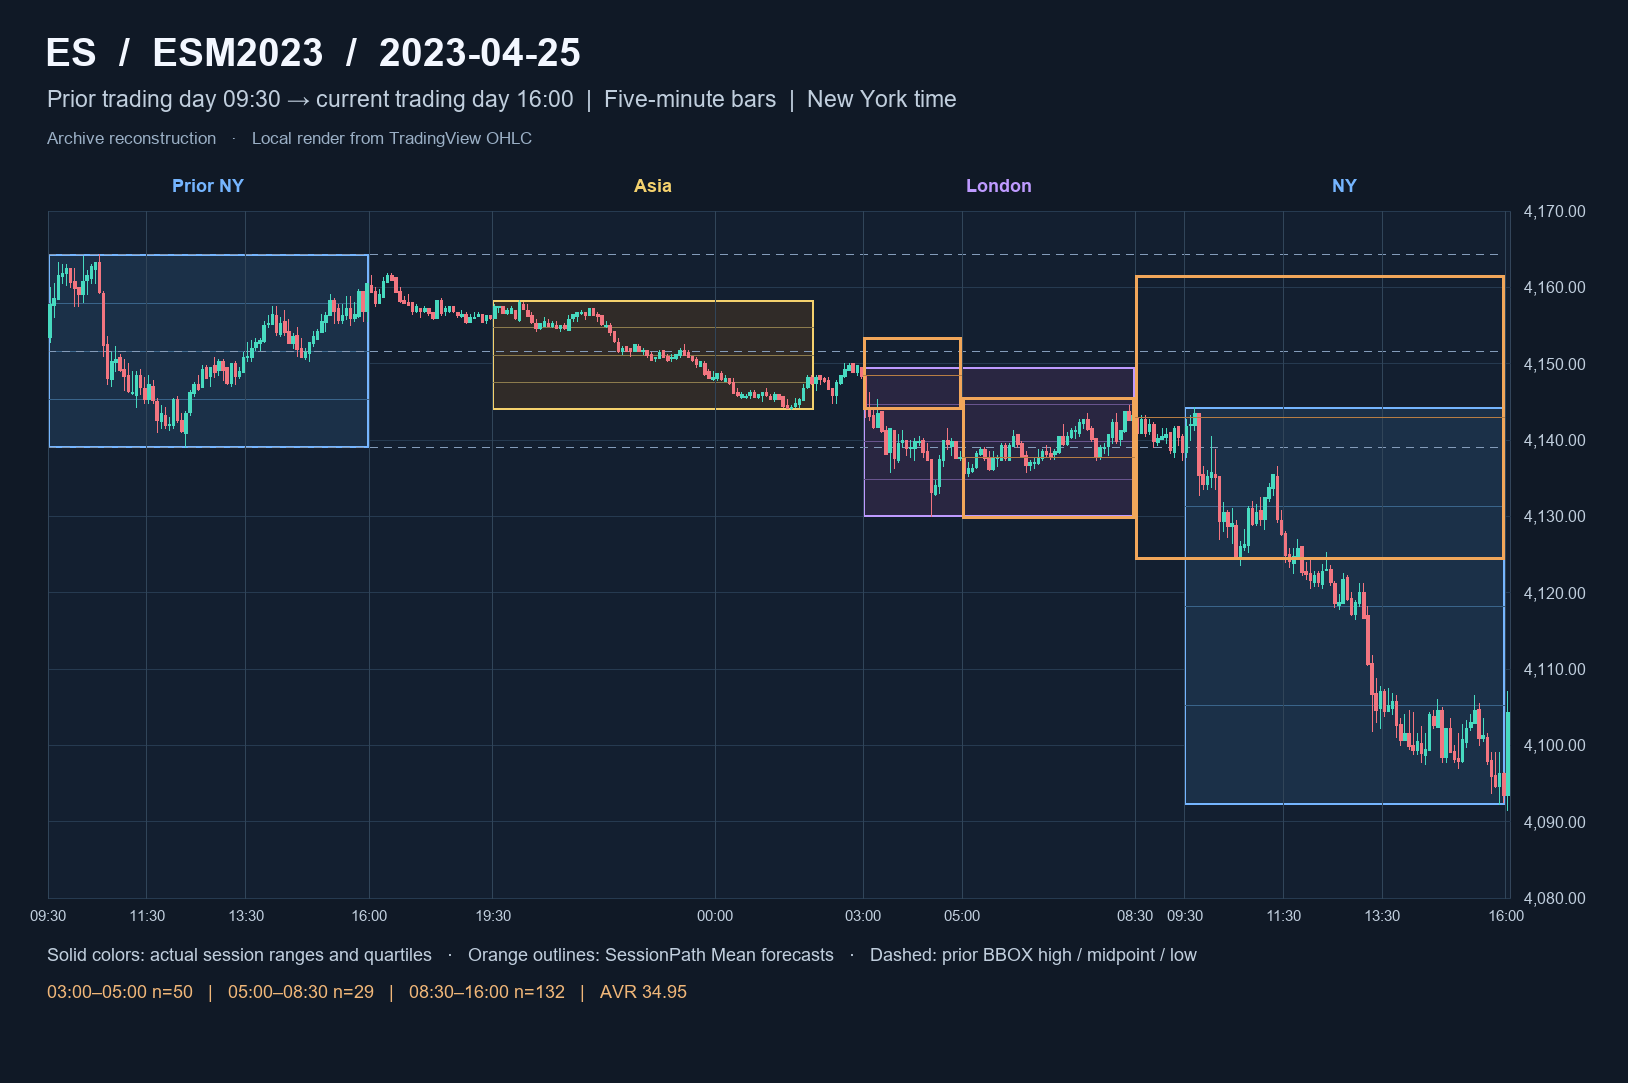 ES / ESM2023 / 2023-04-25
Prior trading day 09:30 → current trading day 16:00 | Five-minute bars | New York time
Archive reconstruction · Local render from TradingView OHLC
Prior NY Asia London NY
4,170.00
4,160.00
4,150.00
4,140.00
4,130.00
4,120.00
4,110.00
4,100.00
4,090.00
4,080.00
09:30 11:30 13:30 16:00 19:30 00:00 03:00 05:00 08:30 09:30 11:30 13:30 16:00
Solid colors: actual session ranges and quartiles · Orange outlines: SessionPath Mean forecasts · Dashed: prior BBOX high / midpoint / low
03:00–05:00 n=50 | 05:00–08:30 n=29 | 08:30–16:00 n=132 | AVR 34.95